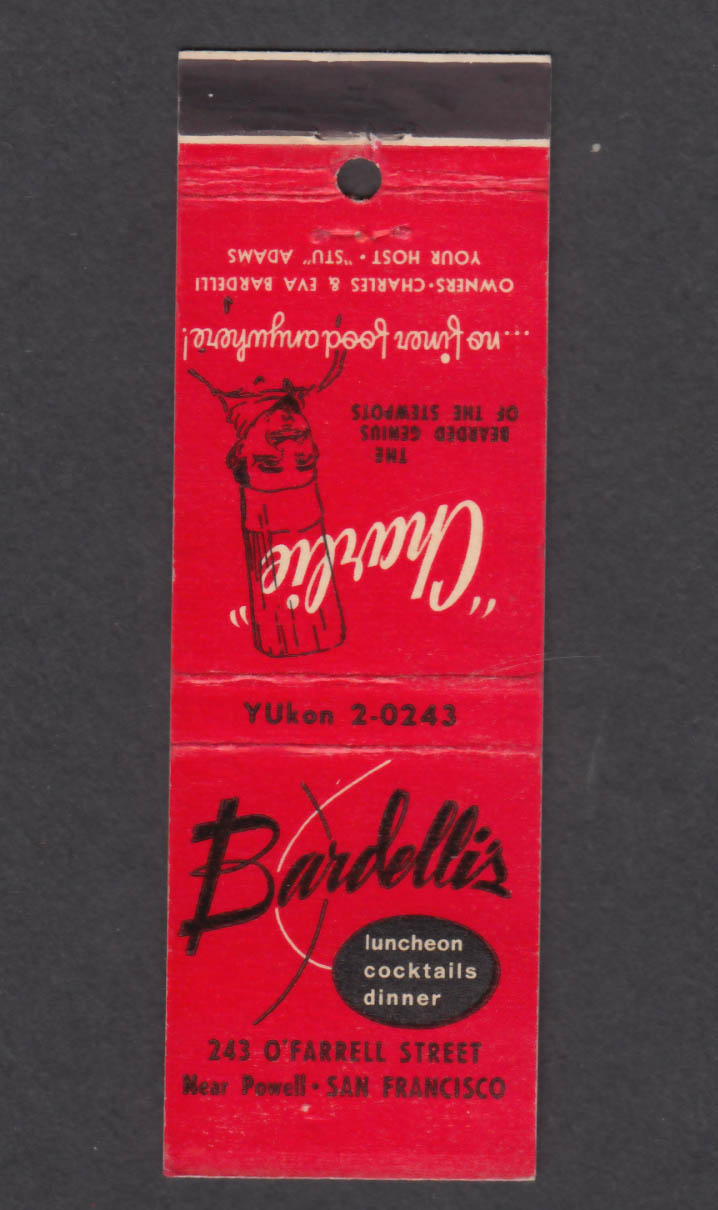 "Charlie"
THE
BEARDED GENIUS
OF THE STEWPOTS
...no finer food anywhere!
OWNERS•CHARLES & EVA BARDELLI
YOUR HOST • "STU" ADAMS
YUkon 2-0243
Bardelli's
luncheon
cocktails
dinner
243 O'FARRELL STREET
Near Powell • SAN FRANCISCO